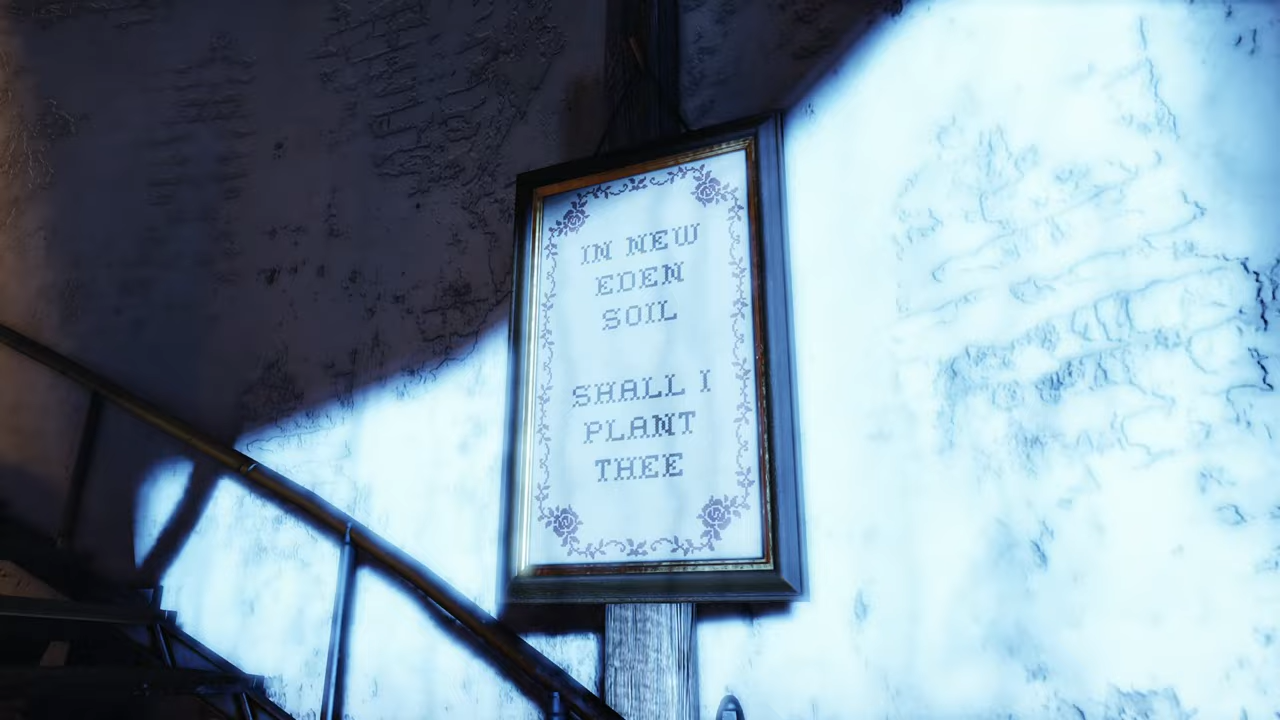 IN NEW
EDEN
SOIL
SHALL I
PLANT
THEE